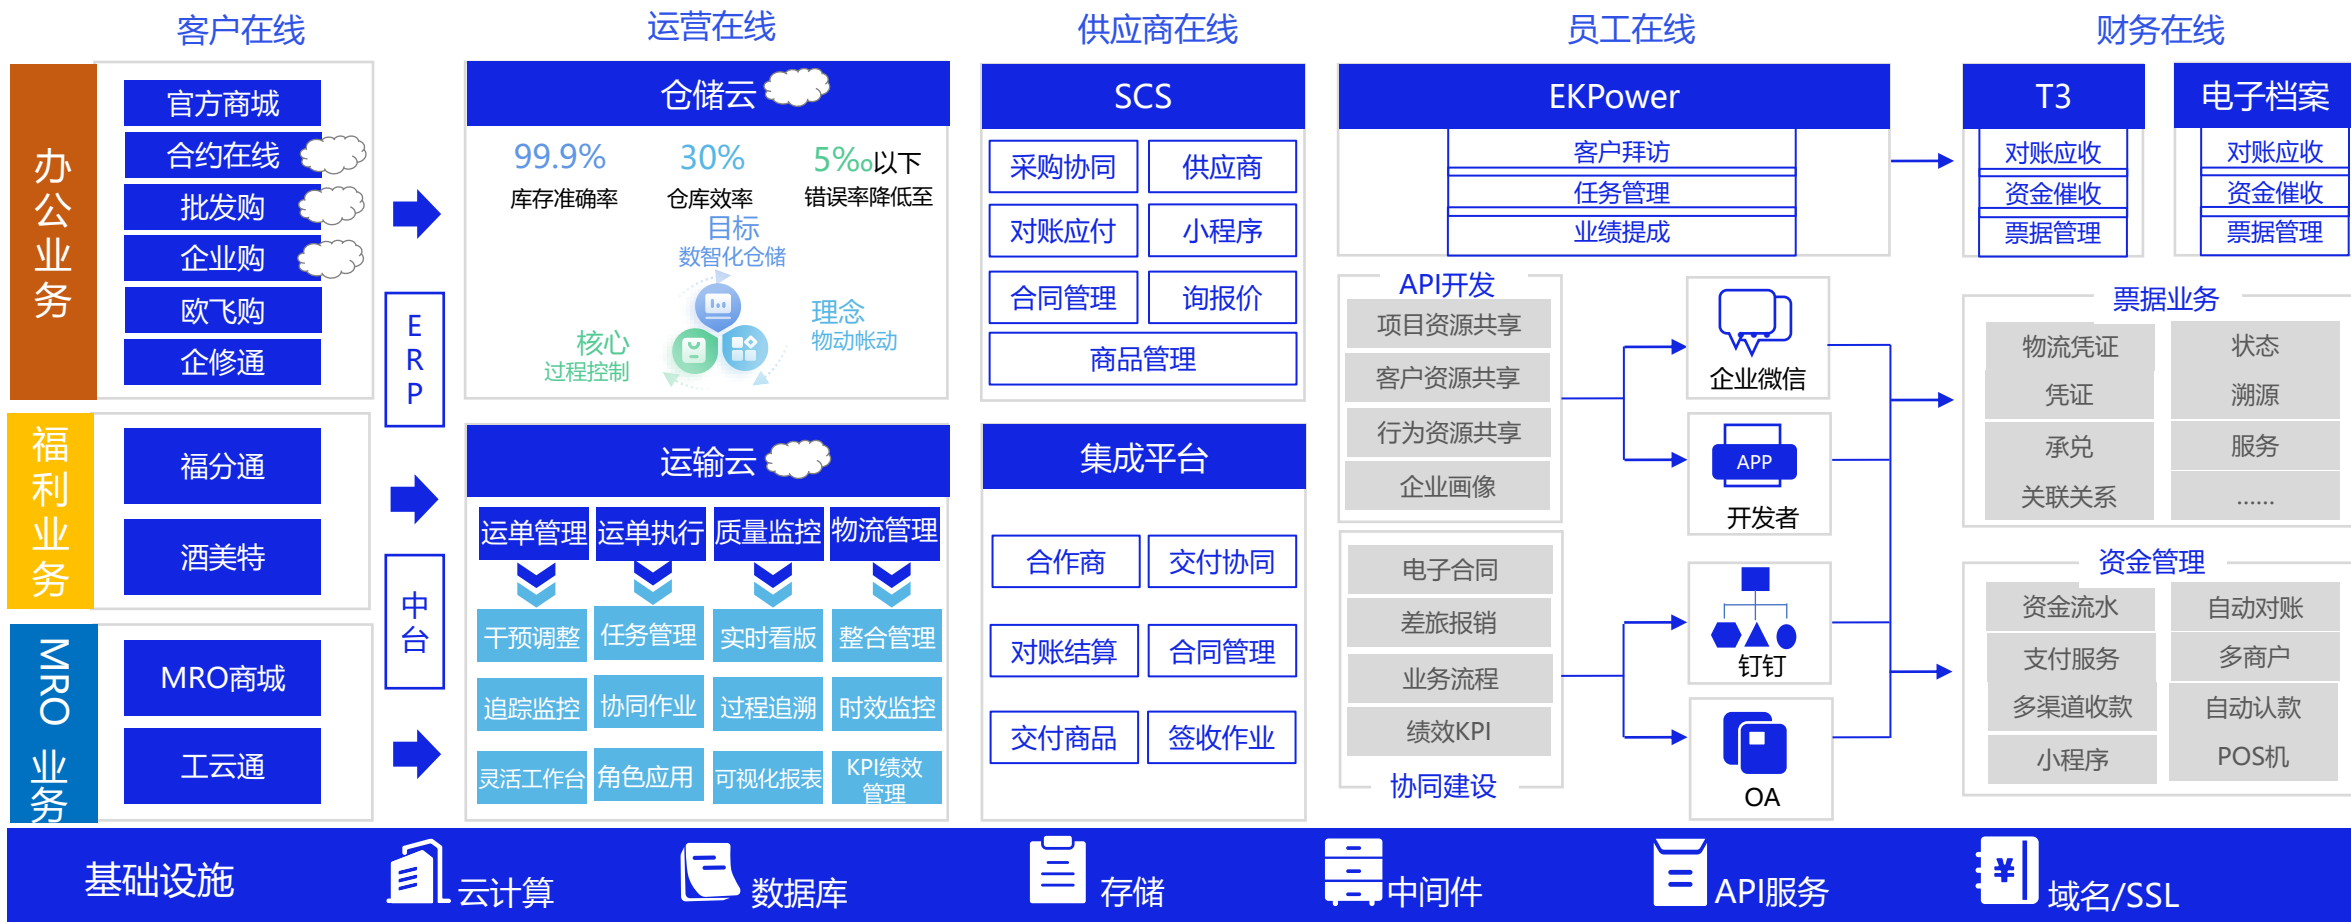 客户在线
运营在线
供应商在线
员工在线
财务在线
办公业务
官方商城
合约在线
批发购
企业购
欧飞购
企修通
福利业务
福分通
酒美特
MRO 业务
MRO商城
工云通
ERP
中台
仓储云
99.9%
库存准确率
30%
仓库效率
5‰以下
错误率降低至
目标
数智化仓储
理念
物动帐动
核心
过程控制
运输云
运单管理
运单执行
质量监控
物流管理
干预调整
任务管理
实时看版
整合管理
追踪监控
协同作业
过程追溯
时效监控
灵活工作台
角色应用
可视化报表
KPI绩效
管理
SCS
采购协同
供应商
对账应付
小程序
合同管理
询报价
商品管理
集成平台
合作商
交付协同
对账结算
合同管理
交付商品
签收作业
EKPower
客户拜访
任务管理
业绩提成
API开发
项目资源共享
客户资源共享
行为资源共享
企业画像
电子合同
差旅报销
业务流程
绩效KPI
协同建设
企业微信
APP
开发者
钉钉
OA
T3
对账应收
资金催收
票据管理
电子档案
对账应收
资金催收
票据管理
票据业务
物流凭证
状态
凭证
溯源
承兑
服务
关联关系
......
资金管理
资金流水
自动对账
支付服务
多商户
多渠道收款
自动认款
小程序
POS机
基础设施
云计算
数据库
存储
中间件
API服务
¥
域名/SSL